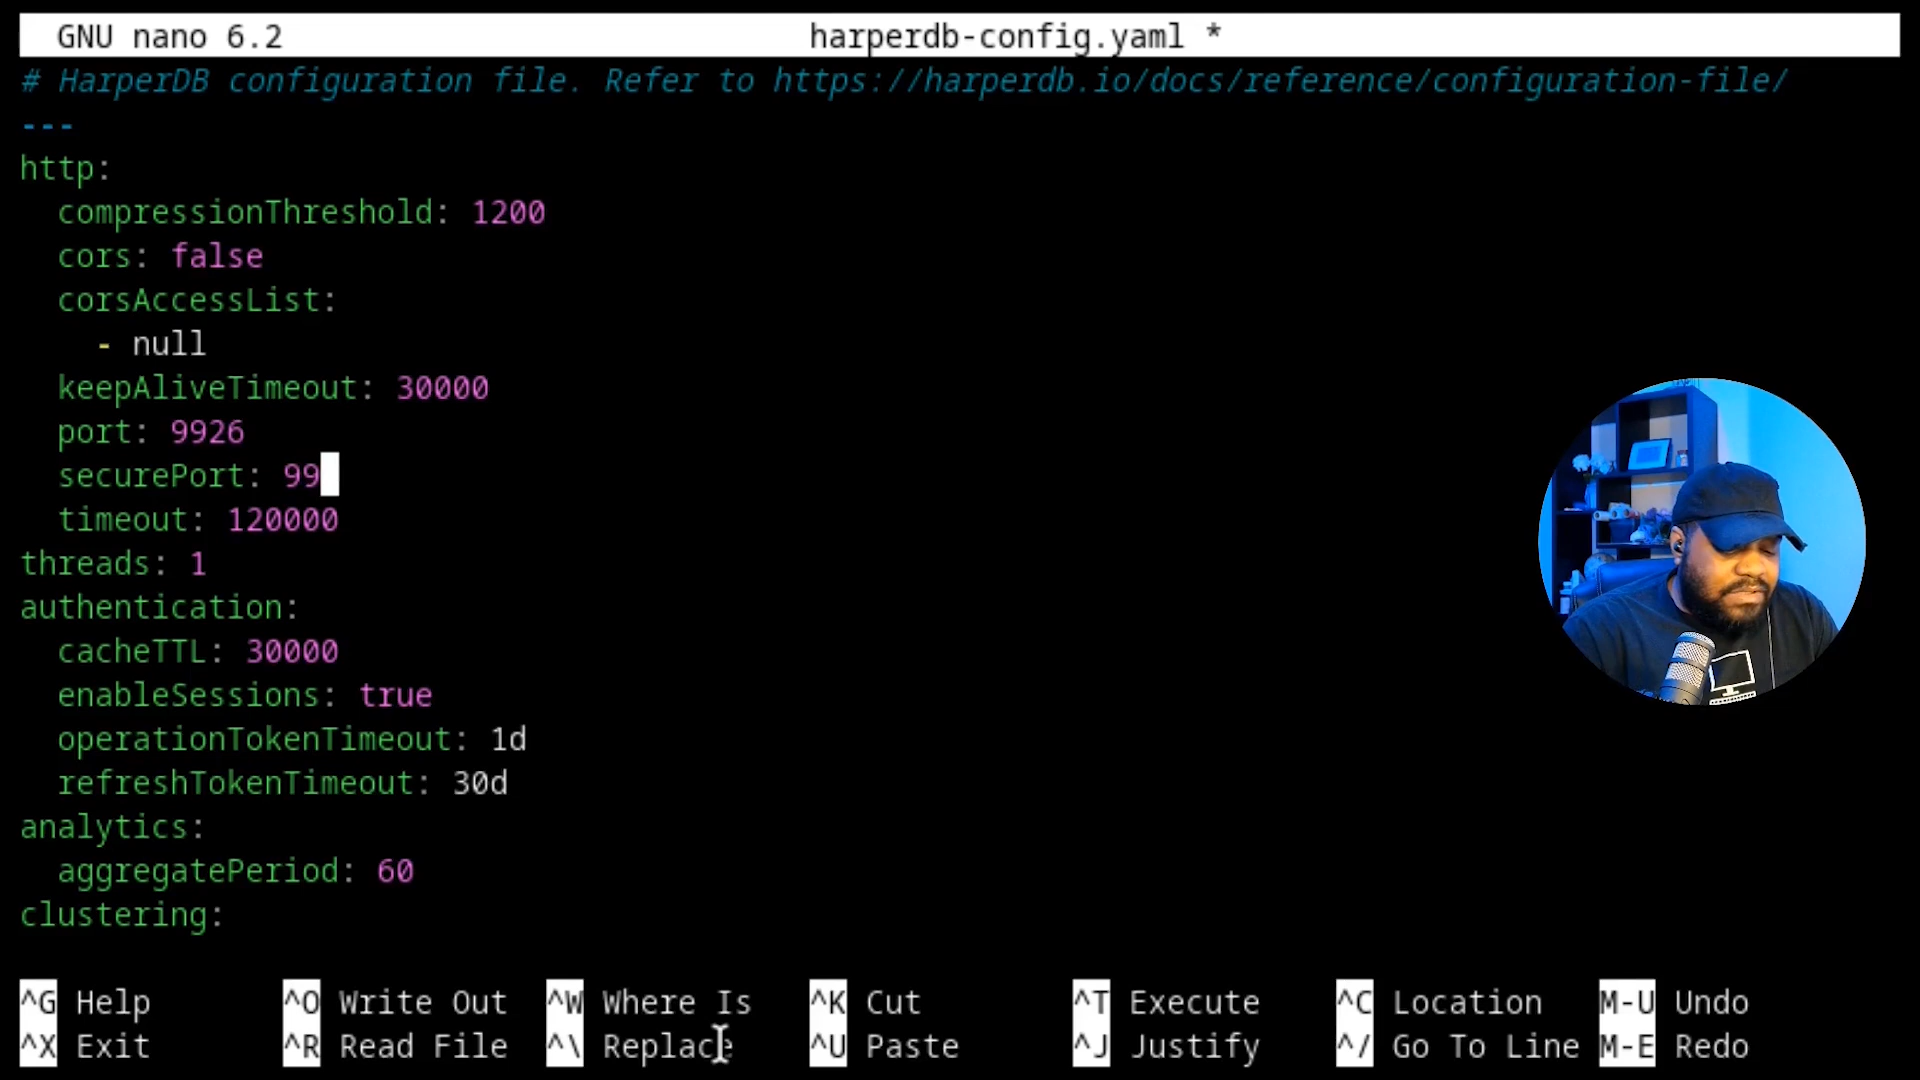 GNU nano 6.2 harperdb-config.yaml *
# HarperDB configuration file. Refer to https://harperdb.io/docs/reference/configuration-file/
---
http:
  compressionThreshold: 1200
  cors: false
  corsAccessList:
    - null
  keepAliveTimeout: 30000
  port: 9926
  securePort: 99
  timeout: 120000
threads: 1
authentication:
  cacheTTL: 30000
  enableSessions: true
  operationTokenTimeout: 1d
  refreshTokenTimeout: 30d
analytics:
  aggregatePeriod: 60
clustering:
^G Help ^O Write Out ^W Where Is ^K Cut ^T Execute ^C Location M-U Undo
^X Exit ^R Read File ^\ Replace ^U Paste ^J Justify ^/ Go To Line M-E Redo